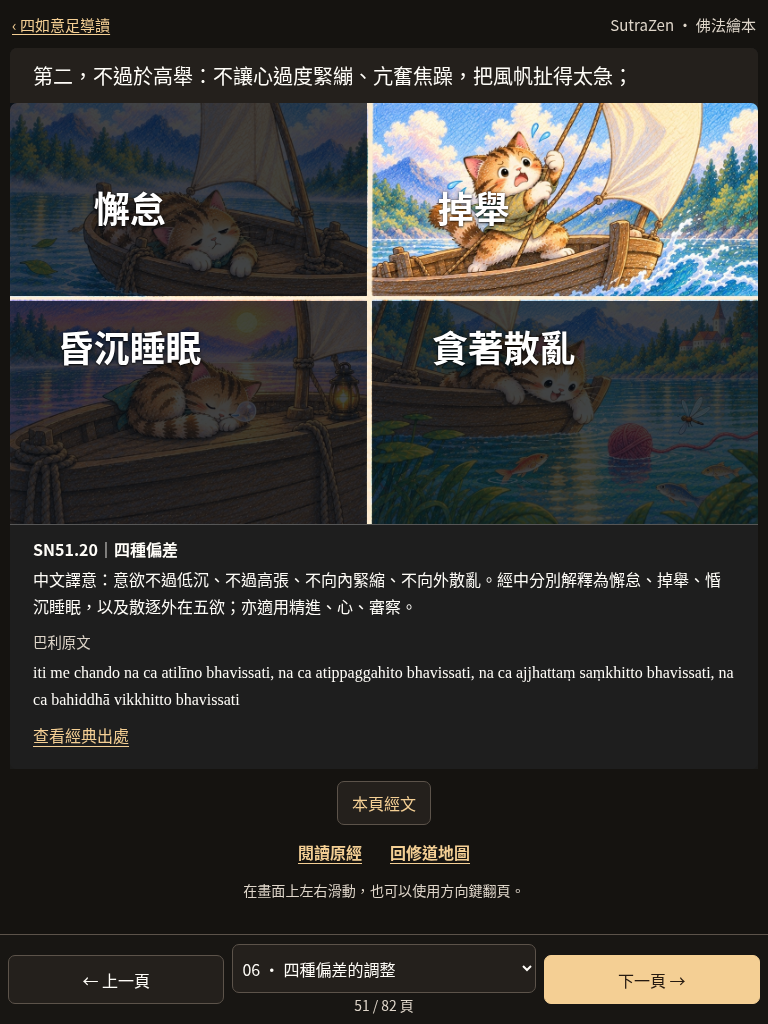 ‹ 四如意足導讀
SutraZen · 佛法繪本
第二，不過於高舉：不讓心過度緊繃、亢奮焦躁，把風帆扯得太急；
懈怠
掉舉
昏沉睡眠
貪著散亂
SN51.20｜四種偏差
中文譯意：意欲不過低沉、不過高張、不向內緊縮、不向外散亂。經中分別解釋為懈怠、掉舉、惛
沉睡眠，以及散逐外在五欲；亦適用精進、心、審察。
巴利原文
iti me chando na ca atilīno bhavissati, na ca atippaggahito bhavissati, na ca ajjhattaṃ saṃkhitto bhavissati, na
ca bahiddhā vikkhitto bhavissati
查看經典出處
本頁經文
閱讀原經
回修道地圖
在畫面上左右滑動，也可以使用方向鍵翻頁。
← 上一頁
06 · 四種偏差的調整
下一頁 →
51 / 82 頁